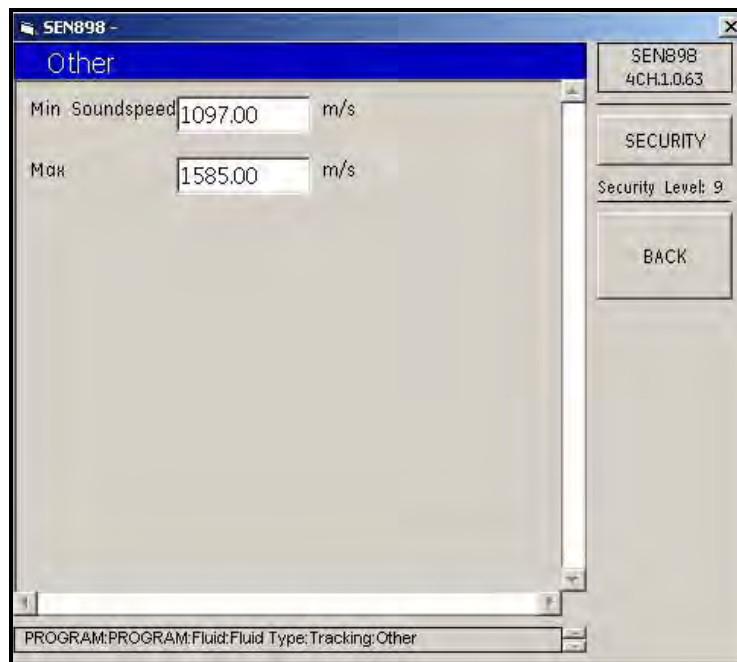 SEN898 -
Other
SEN898
4CH.1.0.63
Min Soundspeed 1097.00 m/s
SECURITY
Max 1585.00 m/s
Security Level: 9
BACK
PROGRAM:PROGRAM:Fluid:Fluid Type:Tracking:Other